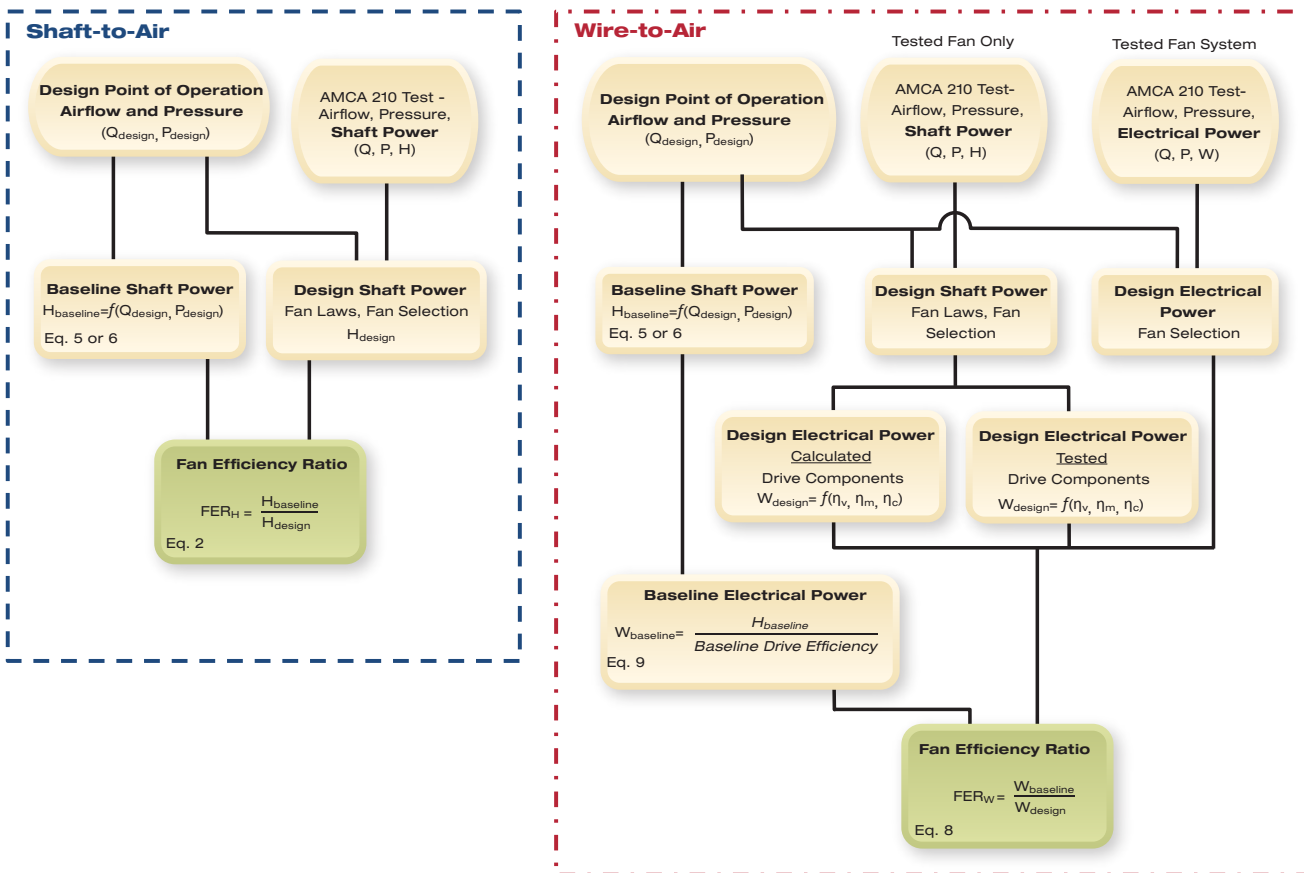 Shaft-to-Air
Design Point of Operation
Airflow and Pressure
(Qdesign, Pdesign)
AMCA 210 Test -
Airflow, Pressure,
Shaft Power
(Q, P, H)
Baseline Shaft Power
Hbaseline=f(Qdesign, Pdesign)
Eq. 5 or 6
Design Shaft Power
Fan Laws, Fan Selection
Hdesign
Fan Efficiency Ratio
FERH = Hbaseline
Hdesign
Eq. 2
Wire-to-Air
Design Point of Operation
Airflow and Pressure
(Qdesign, Pdesign)
Tested Fan Only
AMCA 210 Test-
Airflow, Pressure,
Shaft Power
(Q, P, H)
Tested Fan System
AMCA 210 Test-
Airflow, Pressure,
Electrical Power
(Q, P, W)
Baseline Shaft Power
Hbaseline=f(Qdesign, Pdesign)
Eq. 5 or 6
Design Shaft Power
Fan Laws, Fan
Selection
Design Electrical
Power
Fan Selection
Design Electrical Power
Calculated
Drive Components
Wdesign= f(ηv, ηm, ηc)
Design Electrical Power
Tested
Drive Components
Wdesign= f(ηv, ηm, ηc)
Baseline Electrical Power
Wbaseline= Hbaseline
Baseline Drive Efficiency
Eq. 9
Fan Efficiency Ratio
FERW = Wbaseline
Wdesign
Eq. 8